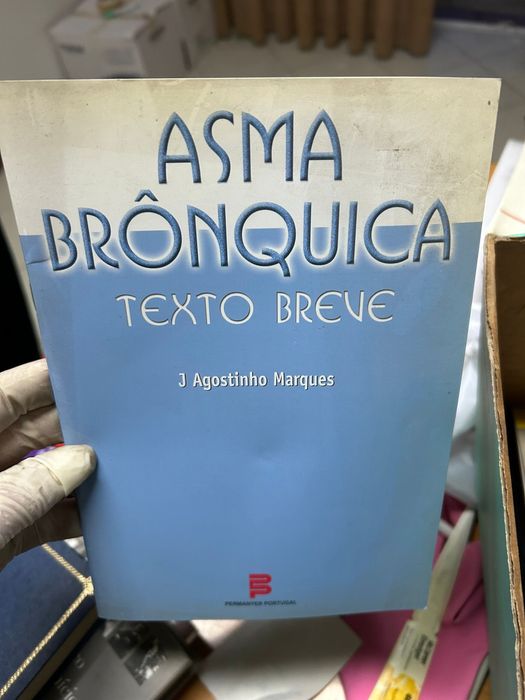 ASMA
BRÔNQUICA
TEXTO BREVE
J Agostinho Marques
PERMANYER PORTUGAL